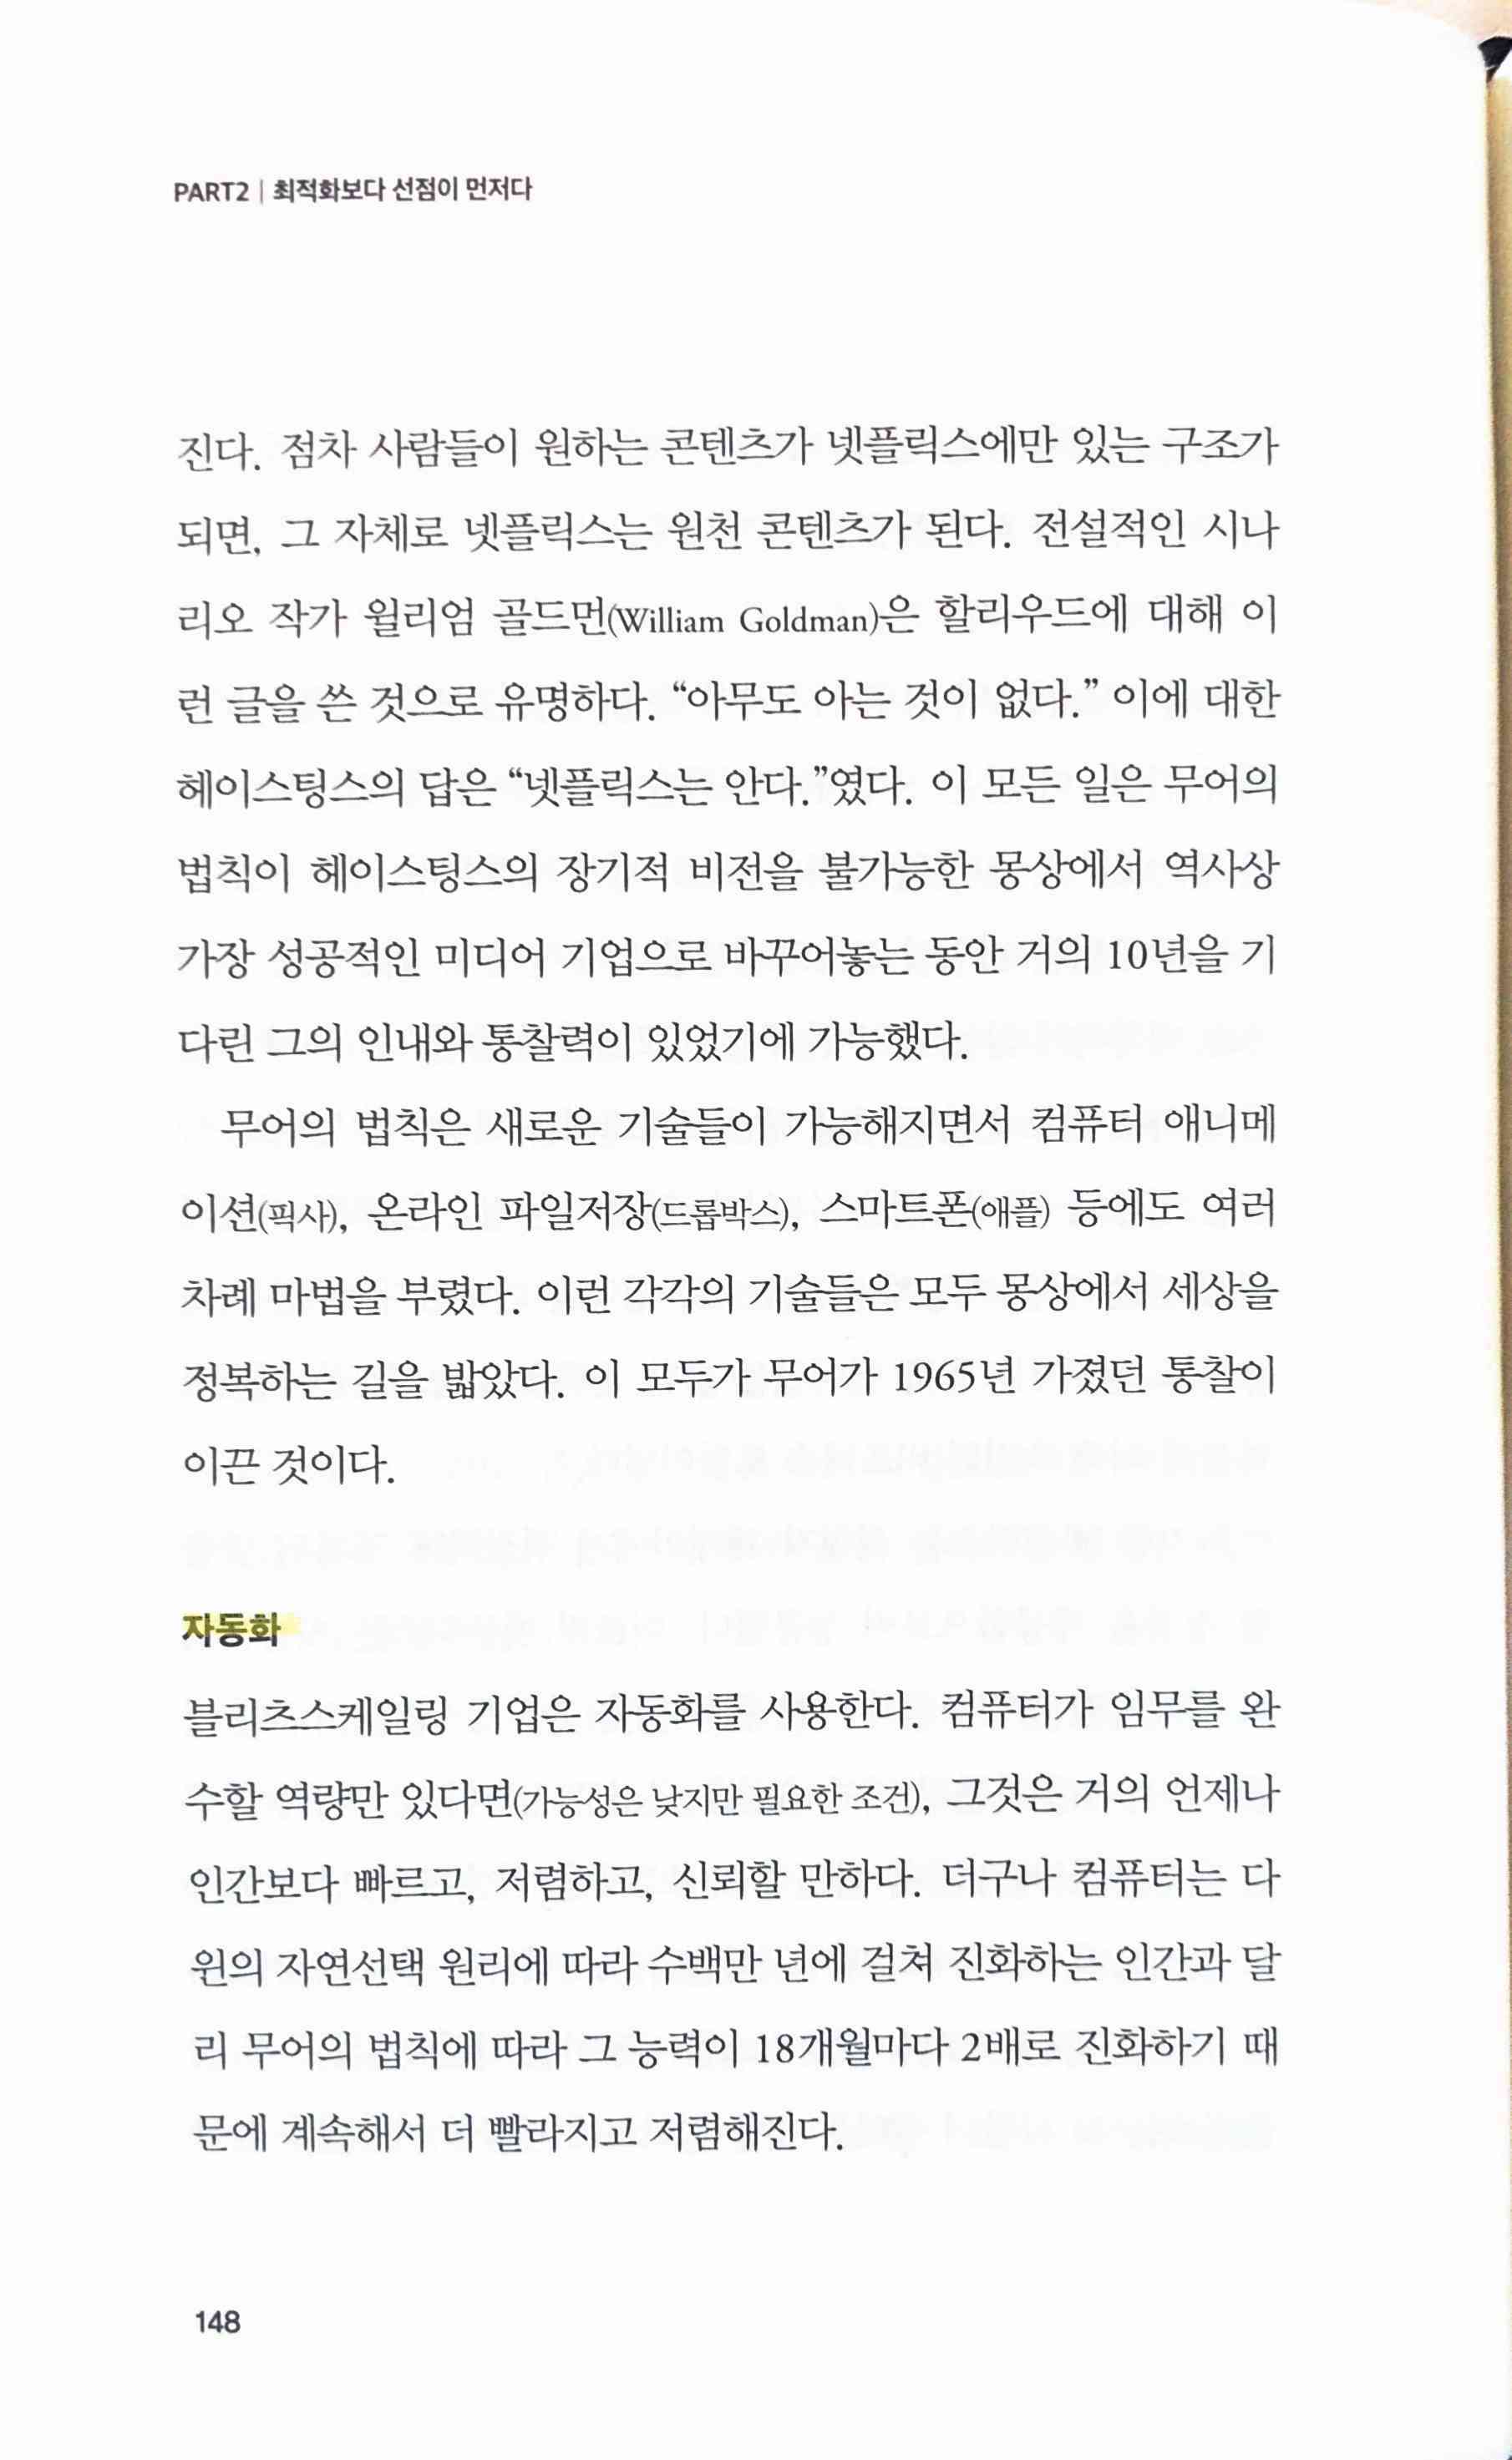 PART2 | 최적화보다 선점이 먼저다
진다. 점차 사람들이 원하는 콘텐츠가 넷플릭스에만 있는 구조가
되면, 그 자체로 넷플릭스는 원천 콘텐츠가 된다. 전설적인 시나
리오 작가 윌리엄 골드먼(William Goldman)은 할리우드에 대해 이
런 글을 쓴 것으로 유명하다. “아무도 아는 것이 없다.” 이에 대한
헤이스팅스의 답은 “넷플릭스는 안다.”였다. 이 모든 일은 무어의
법칙이 헤이스팅스의 장기적 비전을 불가능한 몽상에서 역사상
가장 성공적인 미디어 기업으로 바꾸어놓는 동안 거의 10년을 기
다린 그의 인내와 통찰력이 있었기에 가능했다.
무어의 법칙은 새로운 기술들이 가능해지면서 컴퓨터 애니메
이션(픽사), 온라인 파일저장(드롭박스), 스마트폰(애플) 등에도 여러
차례 마법을 부렸다. 이런 각각의 기술들은 모두 몽상에서 세상을
정복하는 길을 밟았다. 이 모두가 무어가 1965년 가졌던 통찰이
이끈 것이다.
자동화
블리츠스케일링 기업은 자동화를 사용한다. 컴퓨터가 임무를 완
수할 역량만 있다면(가능성은 낮지만 필요한 조건), 그것은 거의 언제나
인간보다 빠르고, 저렴하고, 신뢰할 만하다. 더구나 컴퓨터는 다
윈의 자연선택 원리에 따라 수백만 년에 걸쳐 진화하는 인간과 달
리 무어의 법칙에 따라 그 능력이 18개월마다 2배로 진화하기 때
문에 계속해서 더 빨라지고 저렴해진다.
148